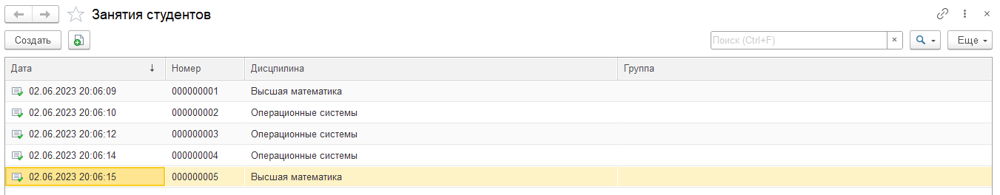 Занятия студентов
Создать Поиск (Ctrl+F) × Еще
Дата ↓ Номер Дисцпилина Группа
02.06.2023 20:06:09 000000001 Высшая математика
02.06.2023 20:06:10 000000002 Операционные системы
02.06.2023 20:06:12 000000003 Операционные системы
02.06.2023 20:06:14 000000004 Операционные системы
02.06.2023 20:06:15 000000005 Высшая математика